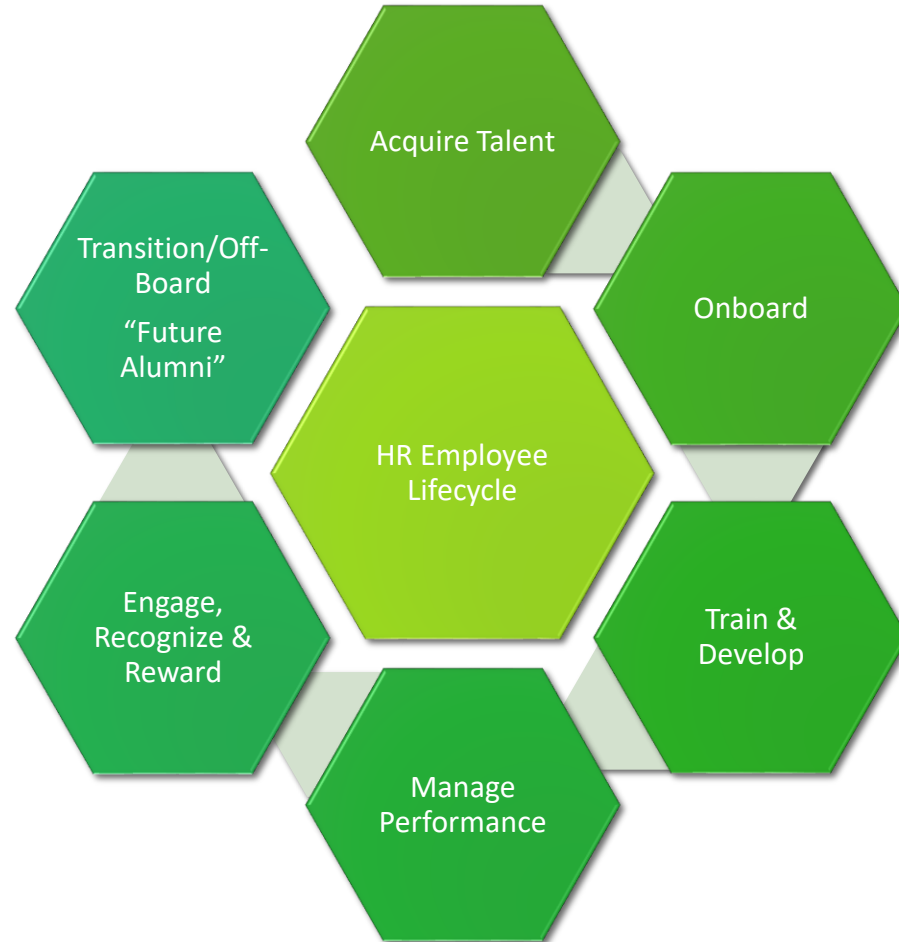 Acquire Talent
Onboard
Train &
Develop
Manage
Performance
Engage,
Recognize &
Reward
Transition/Off-
Board
“Future
Alumni”
HR Employee
Lifecycle